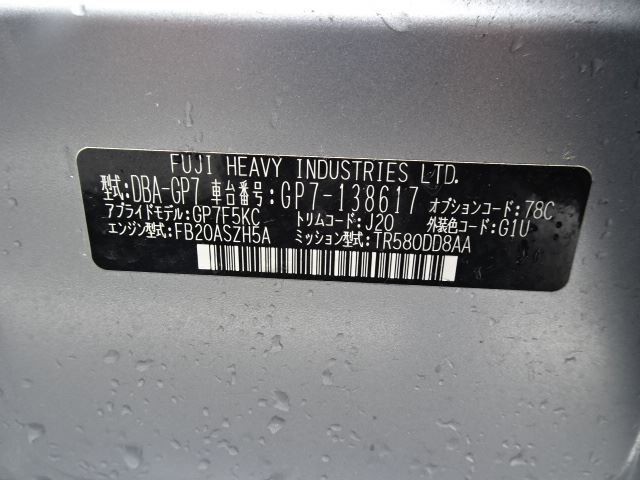 FUJI HEAVY INDUSTRIES LTD.
型式:DBA-GP7 車台番号:GP7-138617 オプションコード:78C
アプライドモデル:GP7F5KC トリムコード:J20 外装色コード:G1U
エンジン型式:FB20ASZH5A ミッション型式:TR580DD8AA